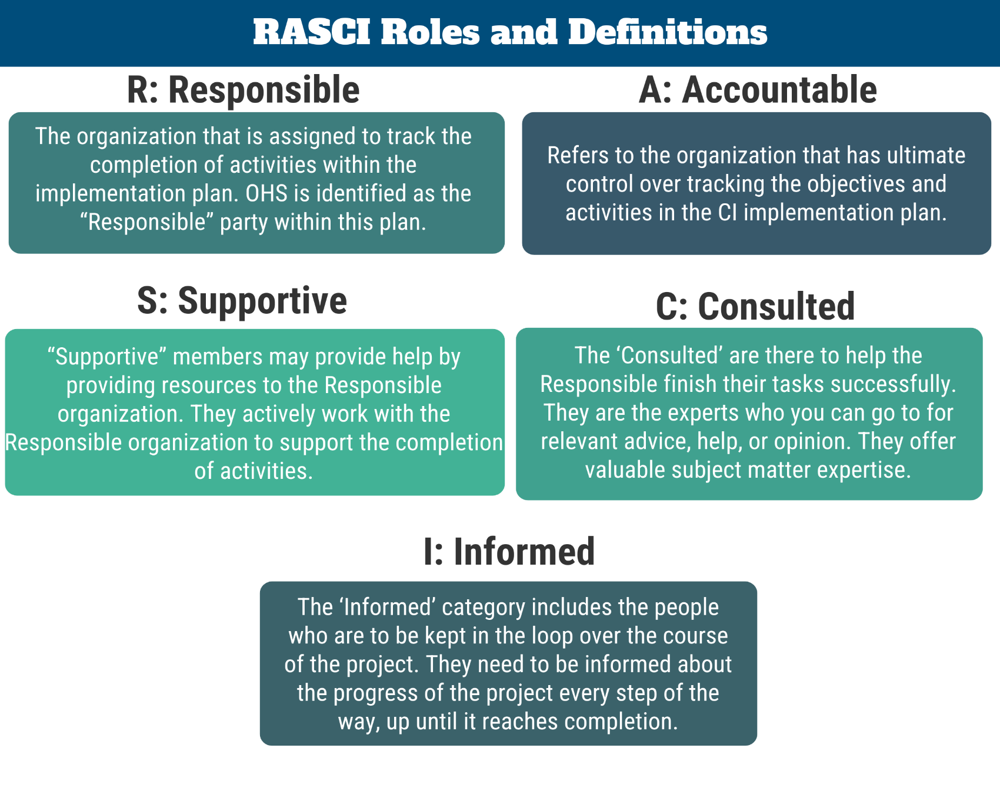 RASCI Roles and Definitions
R: Responsible
The organization that is assigned to track the
completion of activities within the
implementation plan. OHS is identified as the
“Responsible” party within this plan.
A: Accountable
Refers to the organization that has ultimate
control over tracking the objectives and
activities in the CI implementation plan.
S: Supportive
“Supportive” members may provide help by
providing resources to the Responsible
organization. They actively work with the
Responsible organization to support the completion
of activities.
C: Consulted
The ‘Consulted’ are there to help the
Responsible finish their tasks successfully.
They are the experts who you can go to for
relevant advice, help, or opinion. They offer
valuable subject matter expertise.
I: Informed
The ‘Informed’ category includes the people
who are to be kept in the loop over the course
of the project. They need to be informed about
the progress of the project every step of the
way, up until it reaches completion.